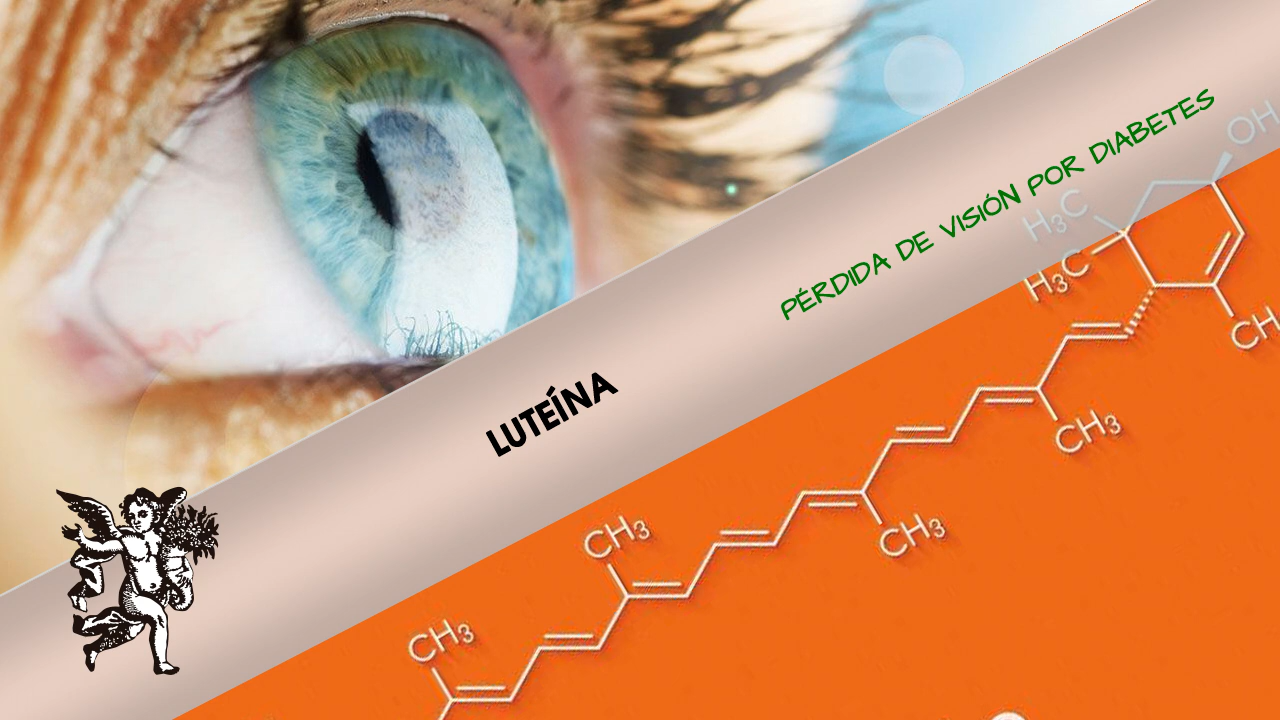 PÉRDIDA DE VISIÓN POR DIABETES
LUTEÍNA
OH
H₃C
H₃C
CH₃
CH₃
CH₃
CH₃